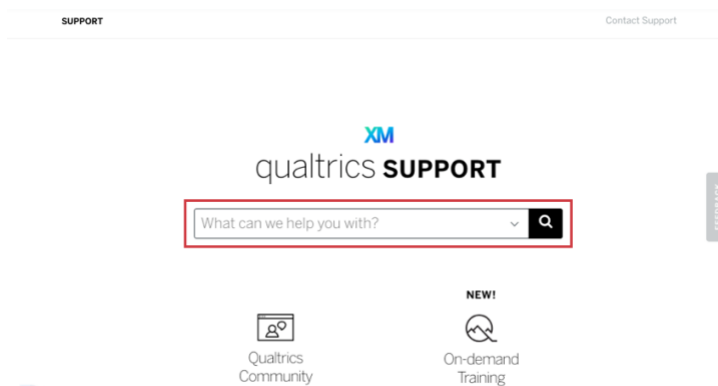 SUPPORT
Contact Support
XM
qualtrics SUPPORT
What can we help you with?
NEW!
Qualtrics
Community
On-demand
Training